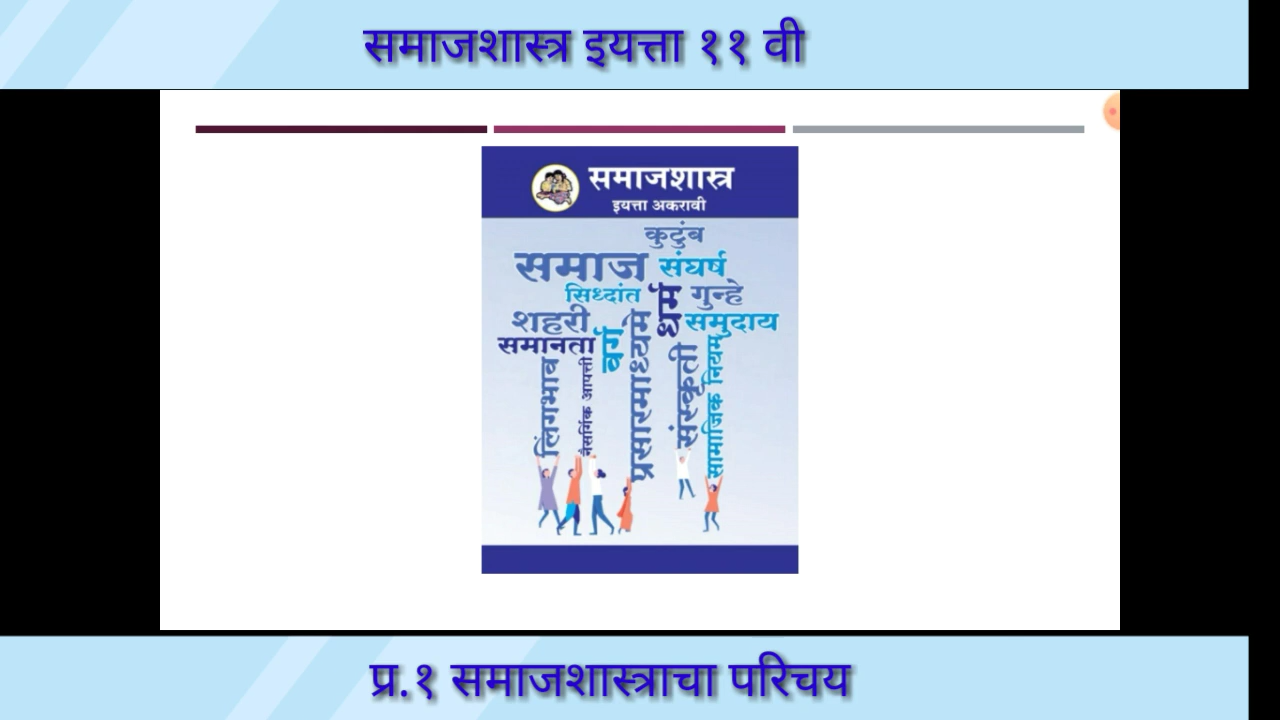 समाजशास्त्र इयत्ता ११ वी
समाजशास्त्र
इयत्ता अकरावी
कुटुंब
समाज संघर्ष
सिध्दांत धर्म गुन्हे
शहरी वर्ग प्रसारमाध्यमे समुदाय
समानता
लिंगभाव नैसर्गिक आपत्ती संस्कृती सामाजिक नियम
प्र.१ समाजशास्त्राचा परिचय